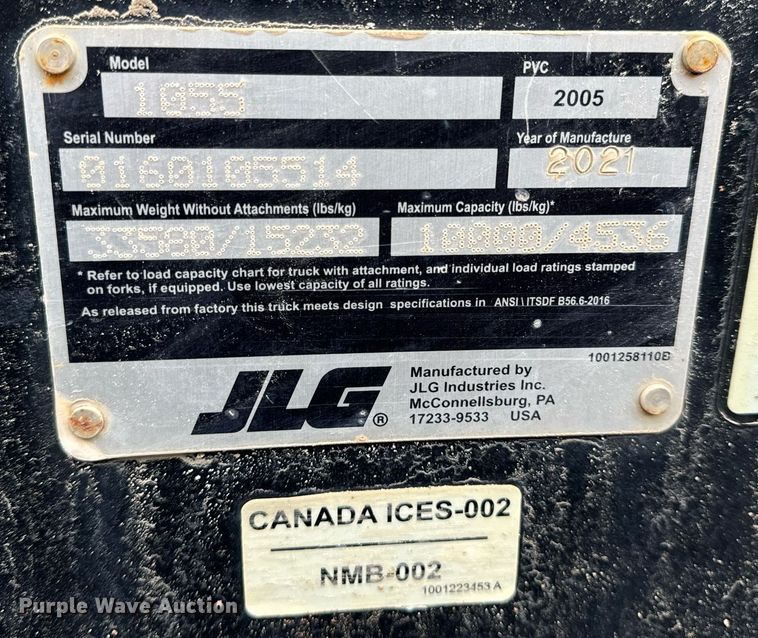 Model
PVC
1055
2005
Serial Number
Year of Manufacture
0160105514
2021
Maximum Weight Without Attachments (lbs/kg)
Maximum Capacity (lbs/kg)*
33580/15232
10000/4536
* Refer to load capacity chart for truck with attachment, and individual load ratings stamped
on forks, if equipped. Use lowest capacity of all ratings.
As released from factory this truck meets design specifications in ANSI \ ITSDF B56.6-2016
1001258110B
JLG®
Manufactured by
JLG Industries Inc.
McConnellsburg, PA
17233-9533 USA
CANADA ICES-002
NMB-002
1001223453 A
Purple Wave Auction